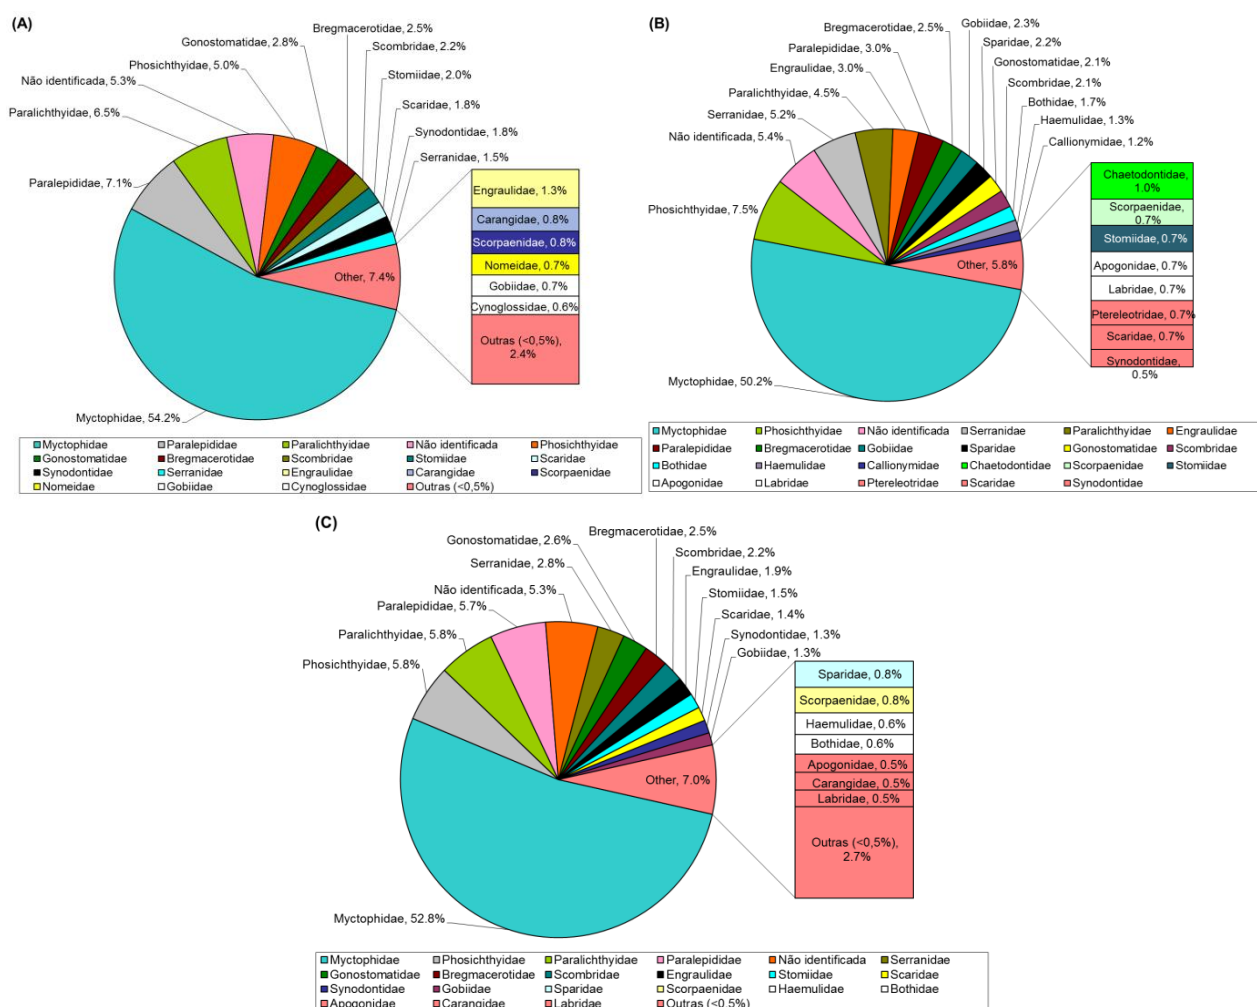 (A)
Bregmacerotidae, 2.5%
Gonostomatidae, 2.8%
Scombridae, 2.2%
Phosichthyidae, 5.0%
Stomiidae, 2.0%
Não identificada, 5.3%
Scaridae, 1.8%
Paralichthyidae, 6.5%
Synodontidae, 1.8%
Serranidae, 1.5%
Paralepididae, 7.1%
Engraulidae, 1.3%
Carangidae, 0.8%
Scorpaenidae, 0.8%
Nomeidae, 0.7%
Gobiidae, 0.7%
Cynoglossidae, 0.6%
Outras (<0,5%),
2.4%
Other, 7.4%
Myctophidae, 54.2%
Myctophidae Paralepididae Paralichthyidae Não identificada Phosichthyidae
Gonostomatidae Bregmacerotidae Scombridae Stomiidae Scaridae
Synodontidae Serranidae Engraulidae Carangidae Scorpaenidae
Nomeidae Gobiidae Cynoglossidae Outras (<0,5%)
(B)
Gobiidae, 2.3%
Bregmacerotidae, 2.5%
Sparidae, 2.2%
Paralepididae, 3.0%
Gonostomatidae, 2.1%
Engraulidae, 3.0%
Scombridae, 2.1%
Paralichthyidae, 4.5%
Bothidae, 1.7%
Serranidae, 5.2%
Haemulidae, 1.3%
Não identificada, 5.4%
Callionymidae, 1.2%
Phosichthyidae, 7.5%
Chaetodontidae,
1.0%
Scorpaenidae,
0.7%
Stomiidae, 0.7%
Apogonidae, 0.7%
Labridae, 0.7%
Ptereleotridae, 0.7%
Scaridae, 0.7%
Synodontidae,
0.5%
Other, 5.8%
Myctophidae, 50.2%
Myctophidae Phosichthyidae Não identificada Serranidae Paralichthyidae Engraulidae
Paralepididae Bregmacerotidae Gobiidae Sparidae Gonostomatidae Scombridae
Bothidae Haemulidae Callionymidae Chaetodontidae Scorpaenidae Stomiidae
Apogonidae Labridae Ptereleotridae Scaridae Synodontidae
(C)
Bregmacerotidae, 2.5%
Gonostomatidae, 2.6%
Scombridae, 2.2%
Serranidae, 2.8%
Engraulidae, 1.9%
Não identificada, 5.3%
Stomiidae, 1.5%
Paralepididae, 5.7%
Scaridae, 1.4%
Paralichthyidae, 5.8%
Synodontidae, 1.3%
Gobiidae, 1.3%
Phosichthyidae, 5.8%
Sparidae, 0.8%
Scorpaenidae, 0.8%
Haemulidae, 0.6%
Bothidae, 0.6%
Apogonidae, 0.5%
Carangidae, 0.5%
Labridae, 0.5%
Outras (<0,5%),
2.7%
Other, 7.0%
Myctophidae, 52.8%
Myctophidae Phosichthyidae Paralichthyidae Paralepididae Não identificada Serranidae
Gonostomatidae Bregmacerotidae Scombridae Engraulidae Stomiidae Scaridae
Synodontidae Gobiidae Sparidae Scorpaenidae Haemulidae Bothidae
Apogonidae Carangidae Labridae Outras (<0,5%)